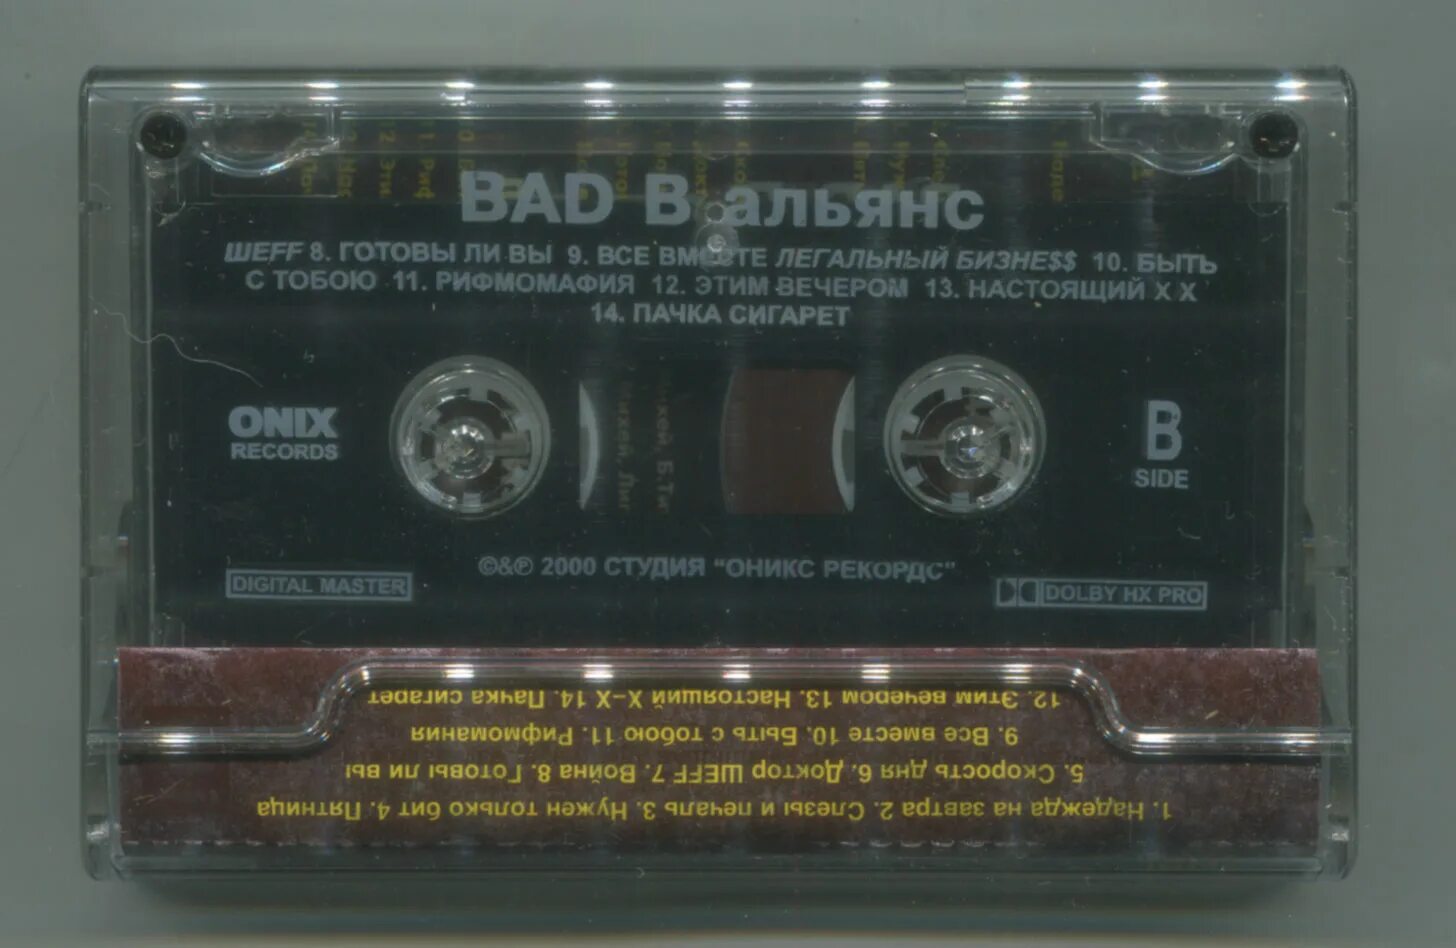 BAD B альянс
ШЕFF 8. ГОТОВЫ ЛИ ВЫ 9. ВСЕ ВМЕСТЕ ЛЕГАЛЬНЫЙ БИЗНЕ$$ 10. БЫТЬ
С ТОБОЮ 11. РИФМОМАФИЯ 12. ЭТИМ ВЕЧЕРОМ 13. НАСТОЯЩИЙ X X
14. ПАЧКА СИГАРЕТ
ONIX
RECORDS
B
SIDE
©&℗ 2000 СТУДИЯ "ОНИКС РЕКОРДС"
DIGITAL MASTER
DOLBY HX PRO
1. Надежда на завтра 2. Слезы и печаль 3. Нужен только бит 4. Пятница
5. Скорость дня 6. Доктор ШЕFF 7. Война 8. Готовы ли вы
9. Все вместе 10. Быть с тобою 11. Рифмомания
12. Этим вечером 13. Настоящий Х-Х 14. Пачка сигарет